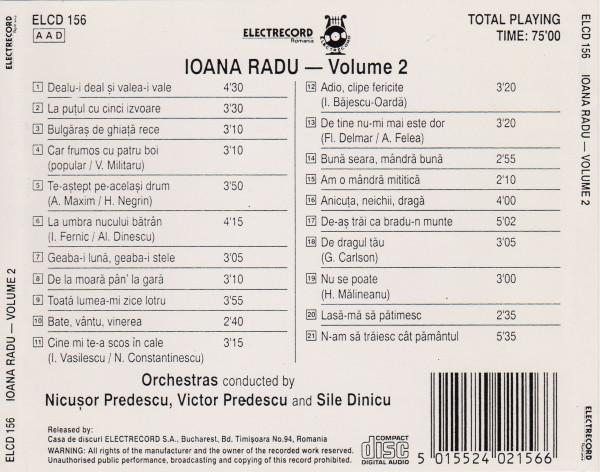 ELCD 156
AAD
ELECTRECORD
Romania
ELECTRECORD
TOTAL PLAYING
TIME: 75'00
IOANA RADU — Volume 2
1 Dealu-i deal și valea-i vale 4'30
2 La puțul cu cinci izvoare 3'30
3 Bulgăraș de ghiață rece 3'10
4 Car frumos cu patru boi 3'10
(popular / V. Militaru)
5 Te-aștept pe-același drum 3'50
(A. Maxim / H. Negrin)
6 La umbra nucului bătrân 4'15
(I. Fernic / Al. Dinescu)
7 Geaba-i lună, geaba-i stele 3'05
8 De la moară pân' la gară 3'10
9 Toată lumea-mi zice lotru 3'55
10 Bate, vântu, vinerea 2'40
11 Cine mi te-a scos în cale 3'15
(I. Vasilescu / N. Constantinescu)
12 Adio, clipe fericite 3'20
(I. Băjescu-Oardă)
13 De tine nu-mi mai este dor 3'20
(Fl. Delmar / A. Felea)
14 Bună seara, mândră bună 2'55
15 Am o mândră mititică 2'10
16 Anicuța, neichii, dragă 4'00
17 De-aș trăi ca bradu-n munte 5'02
18 De dragul tău 3'05
(G. Carlson)
19 Nu se poate 3'00
(H. Mălineanu)
20 Lasă-mă să pătimesc 2'35
21 N-am să trăiesc cât pământul 5'35
Orchestras conducted by
Nicușor Predescu, Victor Predescu and Sile Dinicu
Released by:
Casa de discuri ELECTRECORD S.A., Bucharest, Bd. Timișoara No.94, Romania
WARNING: All rights of the manufacturer and the owner of the recorded work reserved.
Unauthorised public performance, broadcasting and copying of this record prohibited.
COMPACT
disc
DIGITAL AUDIO
5 015524 021566
ELCD 156 IOANA RADU — VOLUME 2
ELECTRECORD
ELCD 156 IOANA RADU — VOLUME 2
ELECTRECORD